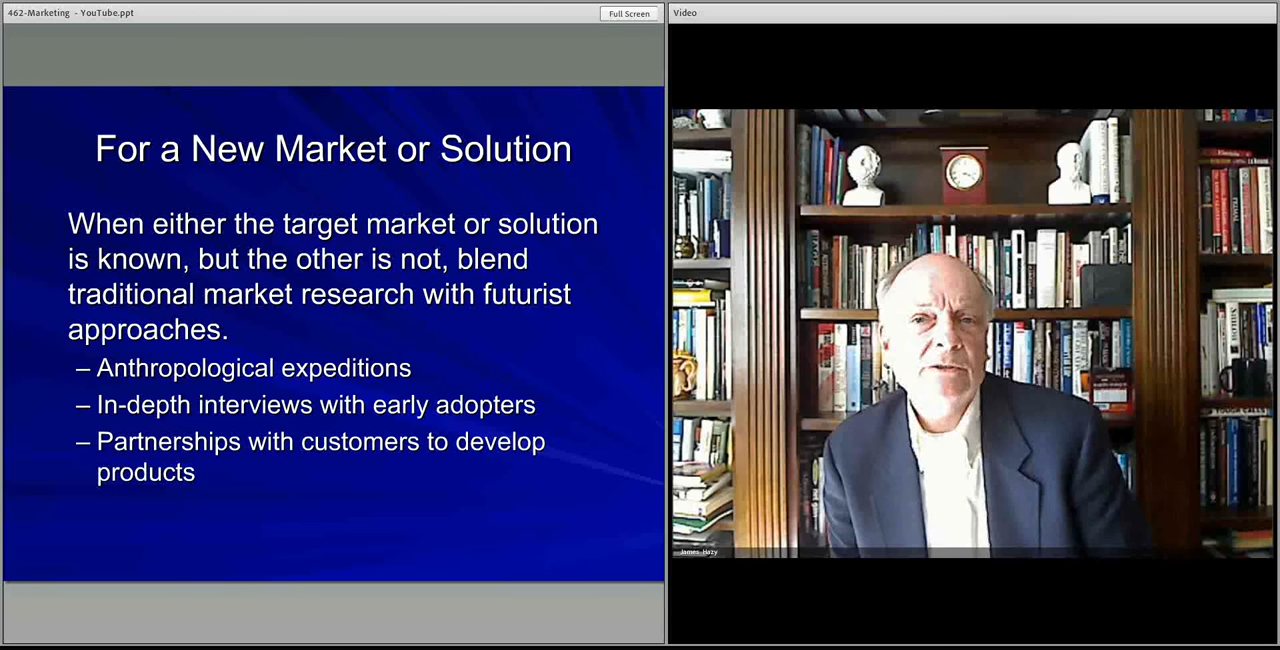 462-Marketing - YouTube.ppt
Full Screen
Video
For a New Market or Solution
When either the target market or solution
is known, but the other is not, blend
traditional market research with futurist
approaches.
– Anthropological expeditions
– In-depth interviews with early adopters
– Partnerships with customers to develop
products
James Hazy